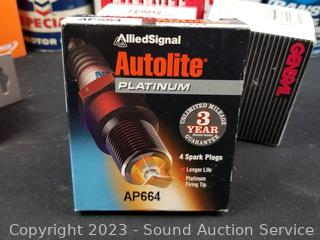 AlliedSignal
Autolite®
PLATINUM
UNLIMITED MILEAGE
3
YEAR
GUARANTEE
4 Spark Plugs
Longer Life
Platinum
Firing Tip
AP664
Copyright 2023 - Sound Auction Service